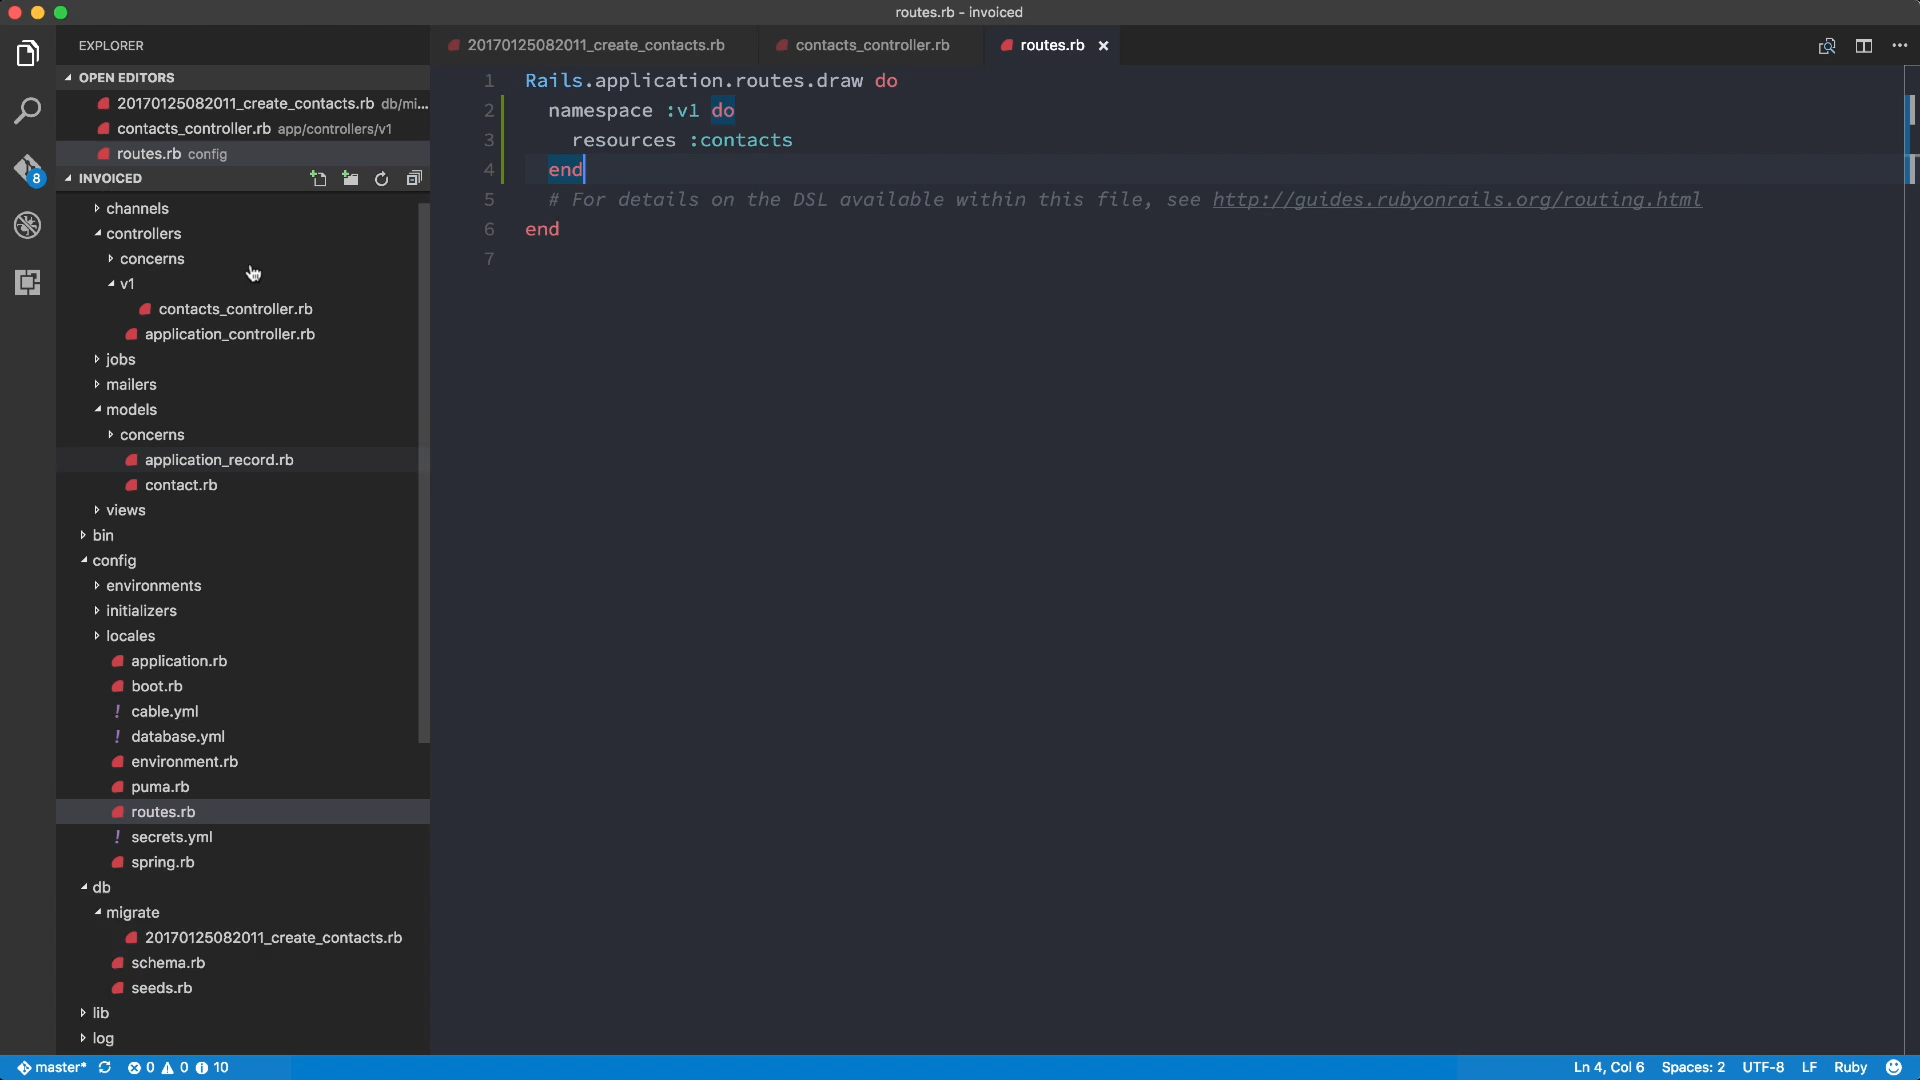 routes.rb - invoiced
EXPLORER
OPEN EDITORS
20170125082011_create_contacts.rb db/mi...
contacts_controller.rb app/controllers/v1
routes.rb config
INVOICED
channels
controllers
concerns
v1
contacts_controller.rb
application_controller.rb
jobs
mailers
models
concerns
application_record.rb
contact.rb
views
bin
config
environments
initializers
locales
application.rb
boot.rb
! cable.yml
! database.yml
environment.rb
puma.rb
routes.rb
! secrets.yml
spring.rb
db
migrate
20170125082011_create_contacts.rb
schema.rb
seeds.rb
lib
log
8
20170125082011_create_contacts.rb contacts_controller.rb routes.rb
1 Rails.application.routes.draw do
2 namespace :v1 do
3 resources :contacts
4 end
5 # For details on the DSL available within this file, see http://guides.rubyonrails.org/routing.html
6 end
7
master* 0 0 10 Ln 4, Col 6 Spaces: 2 UTF-8 LF Ruby